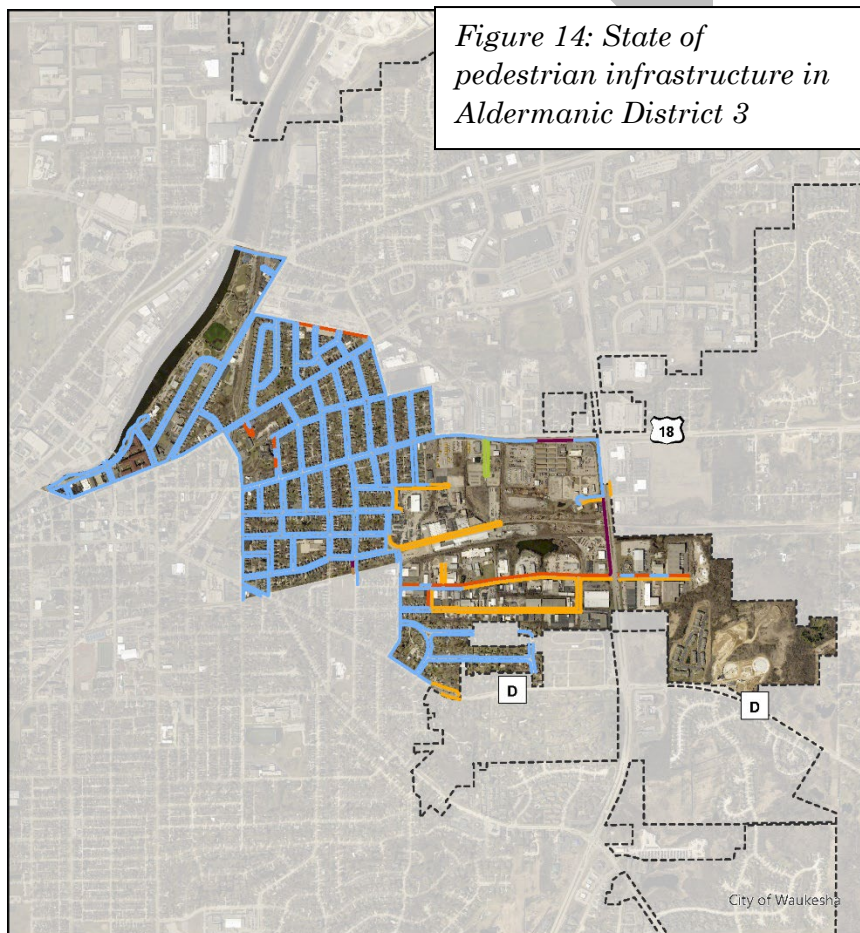 Figure 14: State of
pedestrian infrastructure in
Aldermanic District 3
18
D
D
City of Waukesha